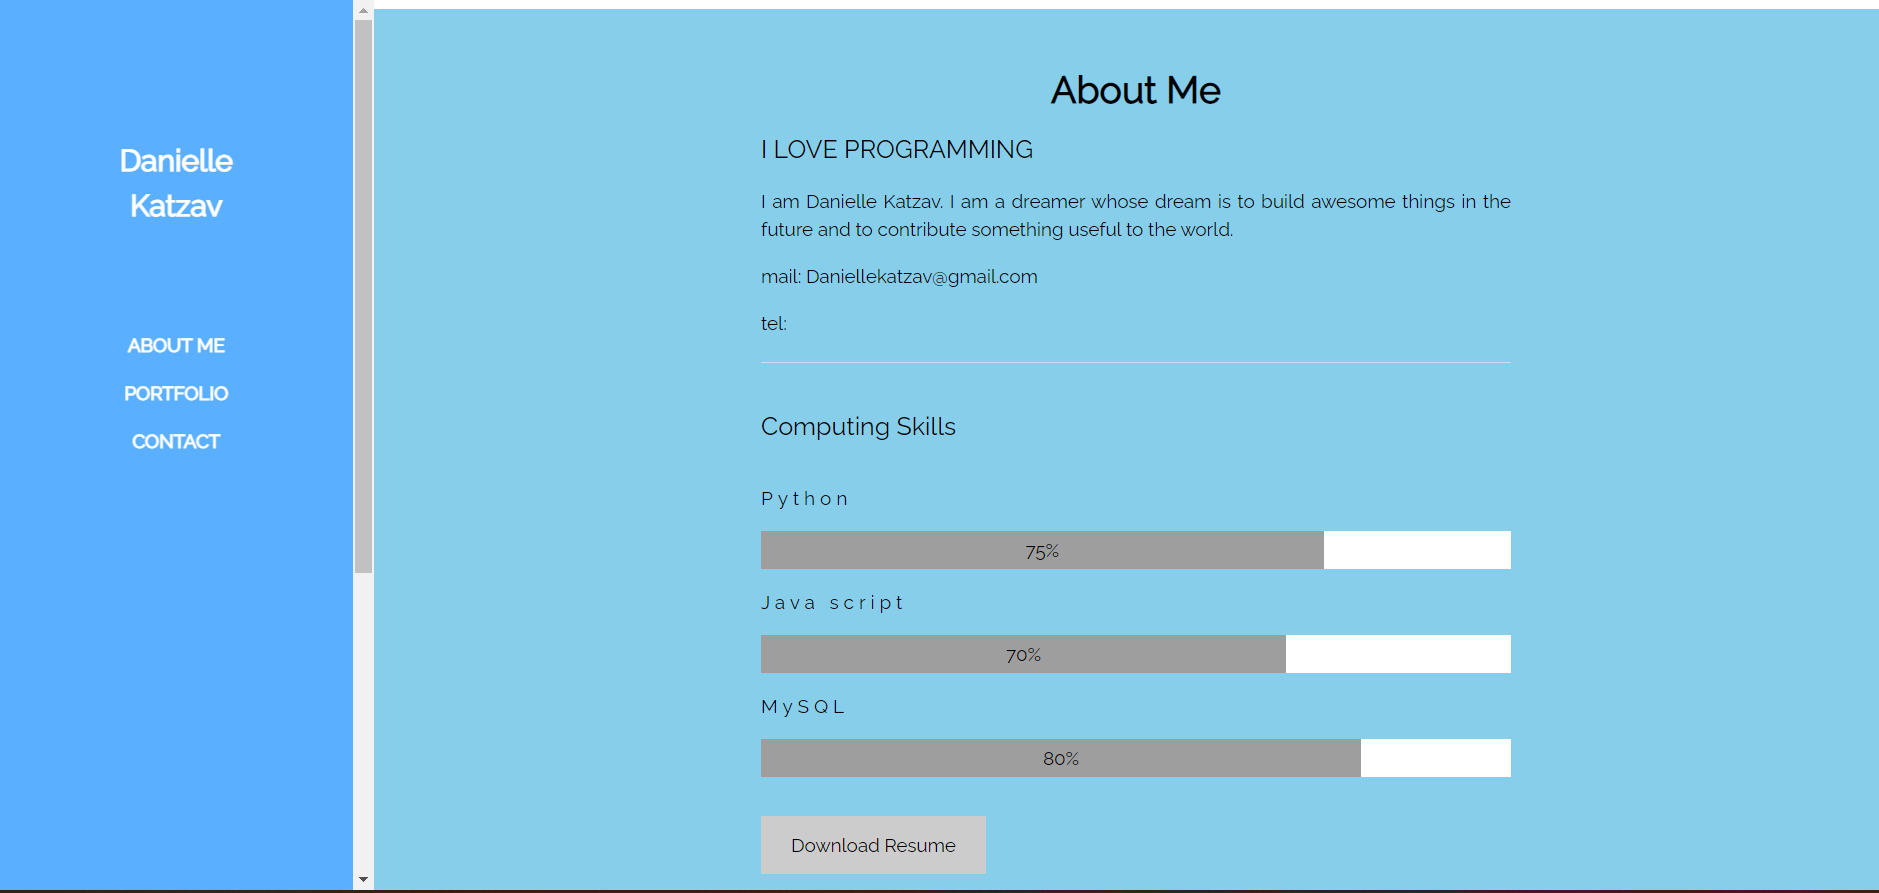 Danielle
Katzav
ABOUT ME
PORTFOLIO
CONTACT
About Me
I LOVE PROGRAMMING
I am Danielle Katzav. I am a dreamer whose dream is to build awesome things in the
future and to contribute something useful to the world.
mail: Daniellekatzav@gmail.com
tel:
Computing Skills
Python
75%
Java script
70%
MySQL
80%
Download Resume